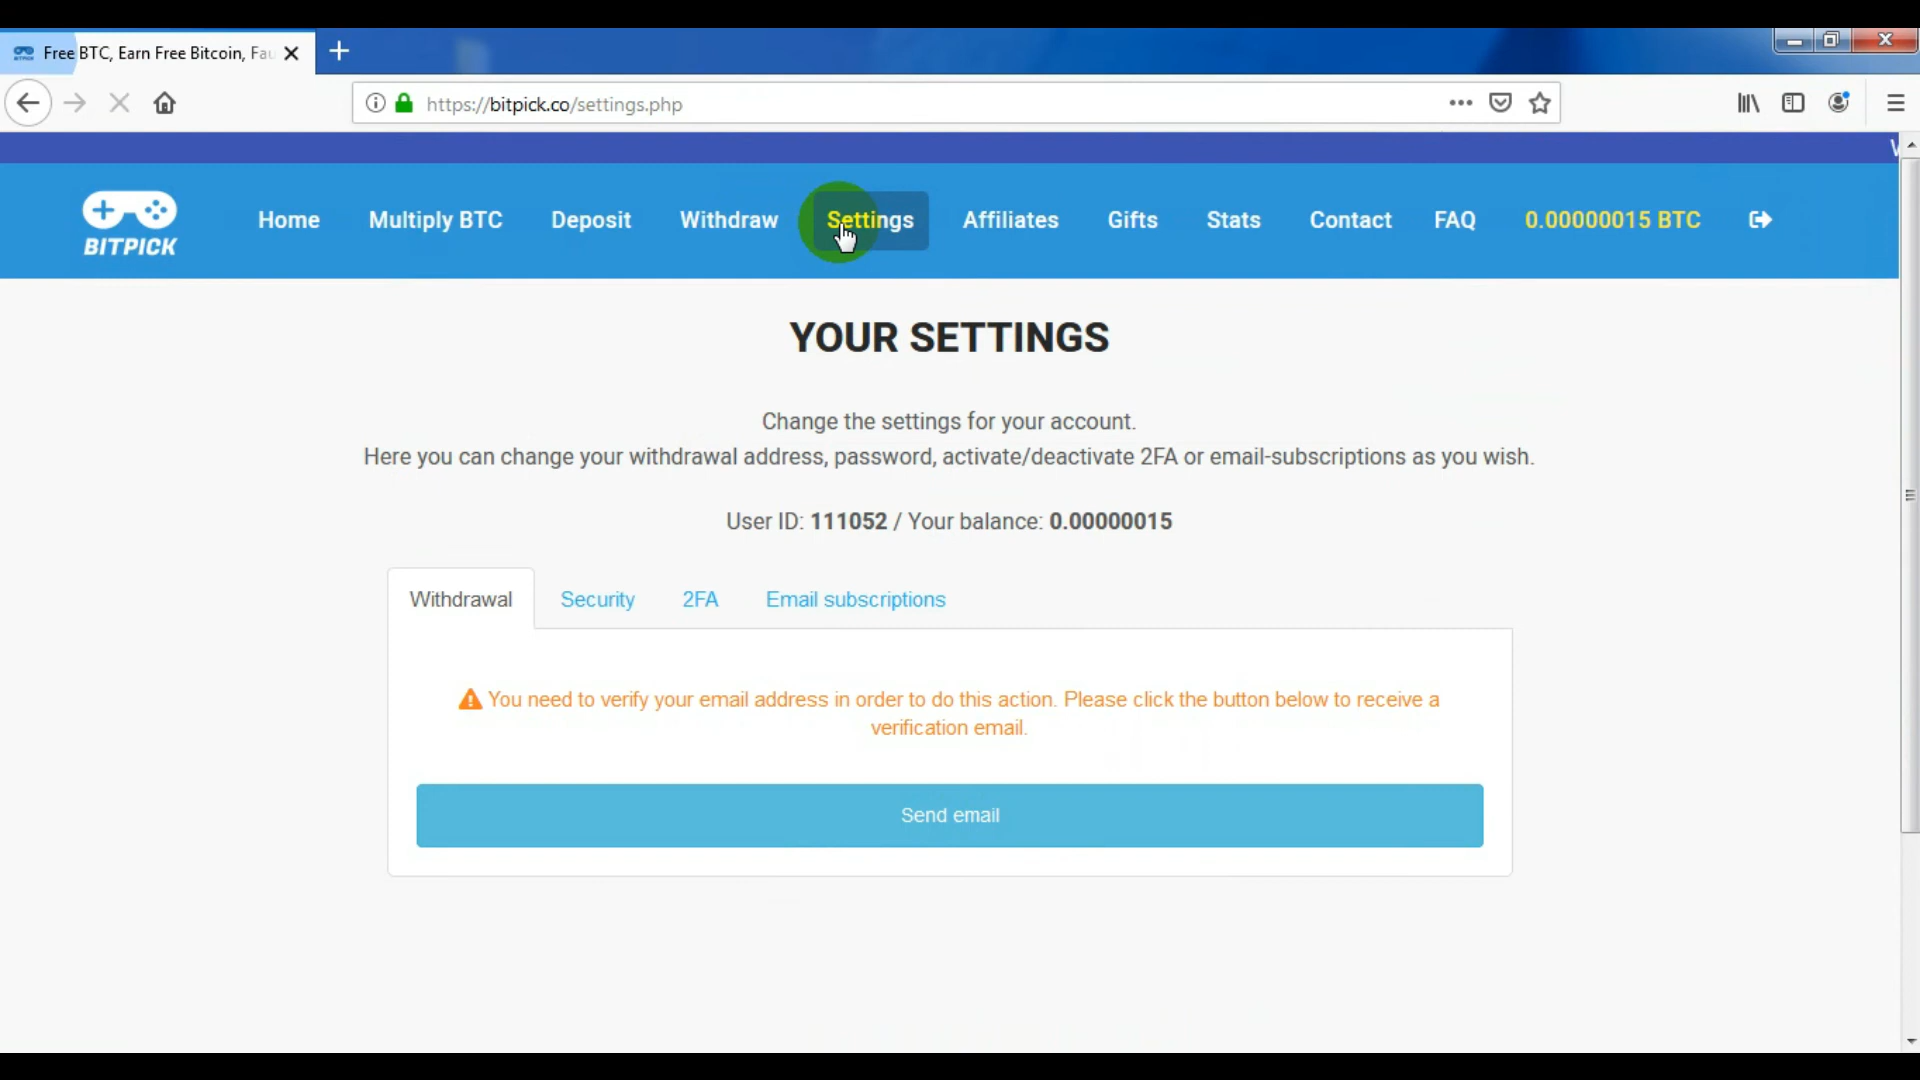 Free BTC, Earn Free Bitcoin, Fau
https://bitpick.co/settings.php
BITPICK
Home
Multiply BTC
Deposit
Withdraw
Settings
Affiliates
Gifts
Stats
Contact
FAQ
0.00000015 BTC
YOUR SETTINGS
Change the settings for your account.
Here you can change your withdrawal address, password, activate/deactivate 2FA or email-subscriptions as you wish.
User ID: 111052 / Your balance: 0.00000015
Withdrawal
Security
2FA
Email subscriptions
You need to verify your email address in order to do this action. Please click the button below to receive a
verification email.
Send email